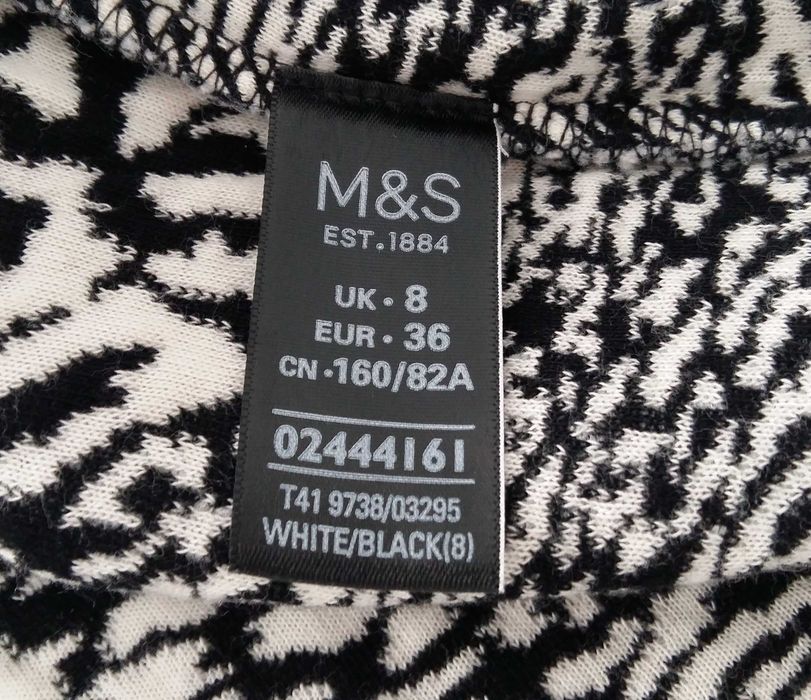 M&S
EST.1884
UK • 8
EUR • 36
CN •160/82A
02444161
T41 9738/03295
WHITE/BLACK(8)